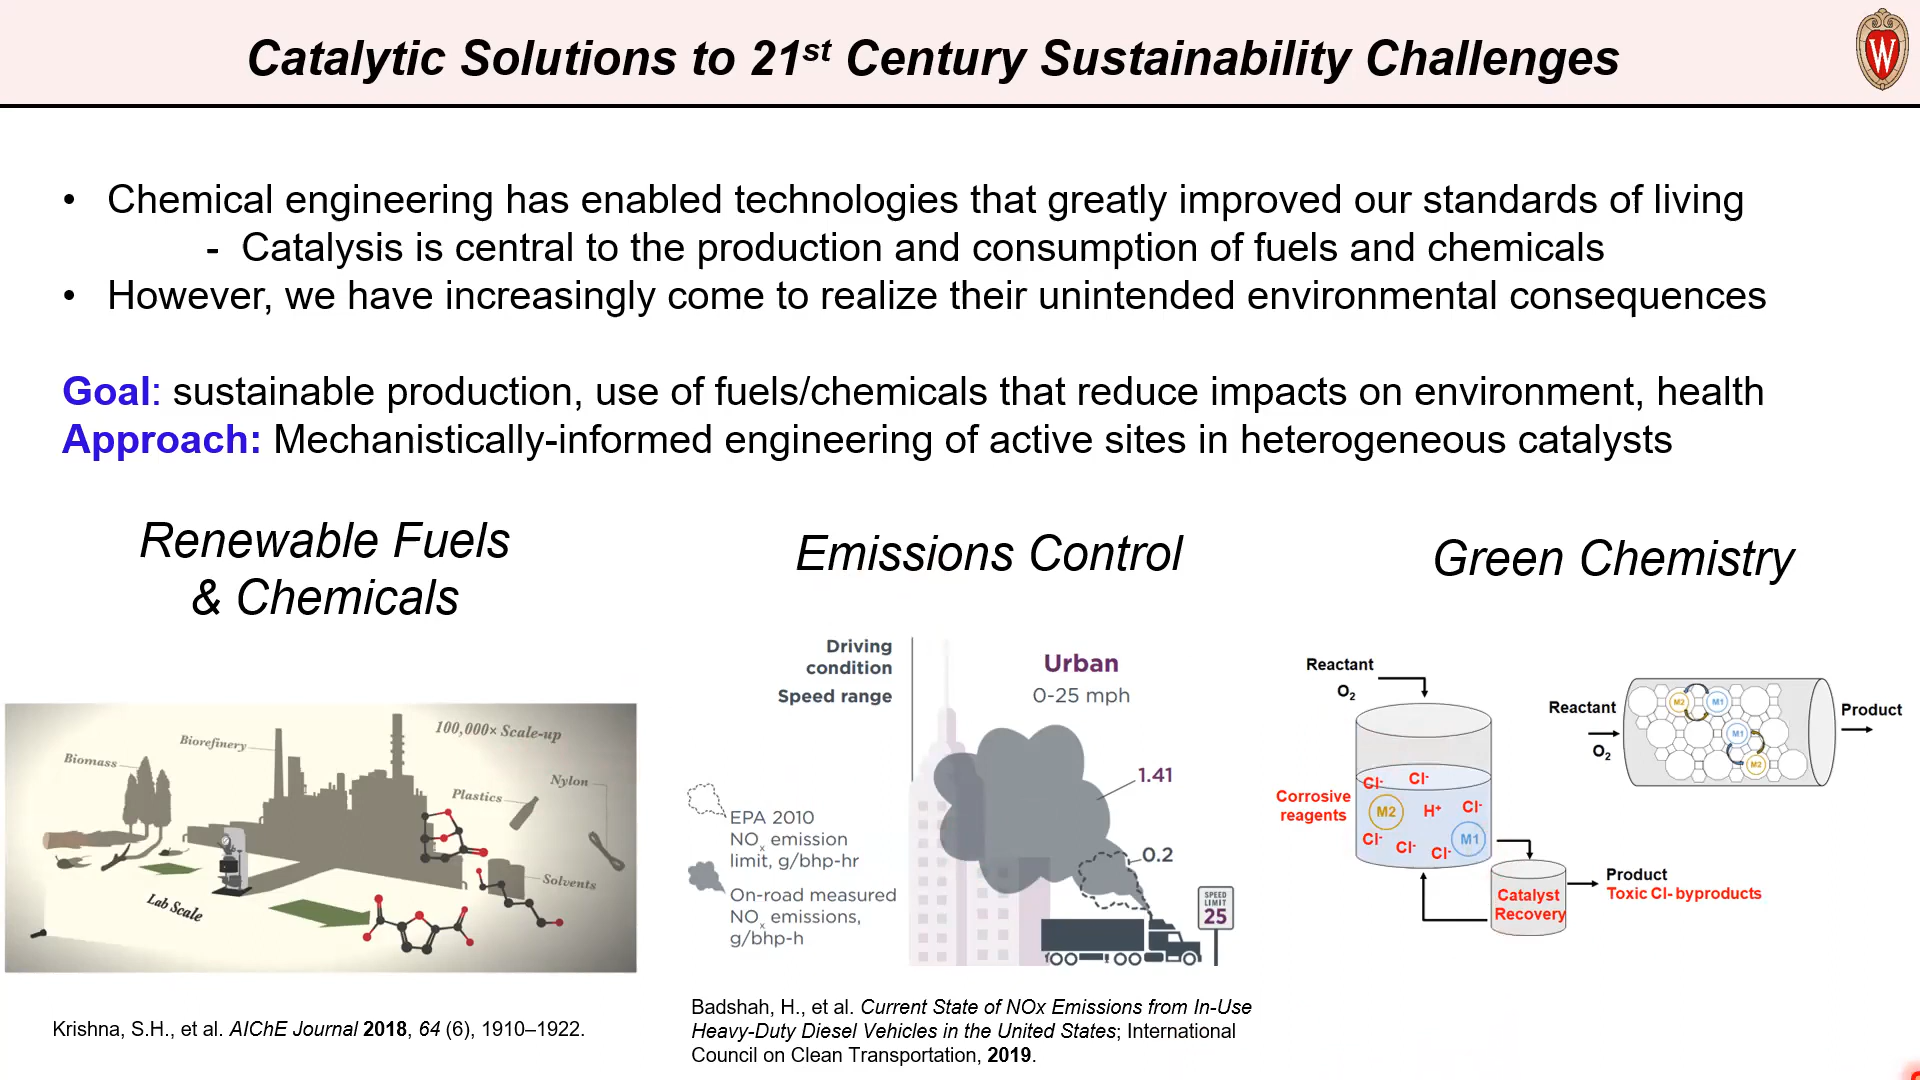 Catalytic Solutions to 21st Century Sustainability Challenges
W
• Chemical engineering has enabled technologies that greatly improved our standards of living
- Catalysis is central to the production and consumption of fuels and chemicals
• However, we have increasingly come to realize their unintended environmental consequences
Goal: sustainable production, use of fuels/chemicals that reduce impacts on environment, health
Approach: Mechanistically-informed engineering of active sites in heterogeneous catalysts
Renewable Fuels
& Chemicals
100,000× Scale-up
Biorefinery
Biomass
Nylon
Plastics
Solvents
Lab Scale
Krishna, S.H., et al. AIChE Journal 2018, 64 (6), 1910–1922.
Emissions Control
Driving
condition
Speed range
Urban
0-25 mph
1.41
0.2
EPA 2010
NOx emission
limit, g/bhp-hr
On-road measured
NOx emissions,
g/bhp-h
SPEED
LIMIT
25
Badshah, H., et al. Current State of NOx Emissions from In-Use
Heavy-Duty Diesel Vehicles in the United States; International
Council on Clean Transportation, 2019.
Green Chemistry
Reactant
O2
Corrosive
reagents
Cl-
Cl-
M2
H+
Cl-
Cl-
Cl-
Cl-
M1
Catalyst
Recovery
Product
Toxic Cl- byproducts
Reactant
O2
M2
M1
M1
M2
Product